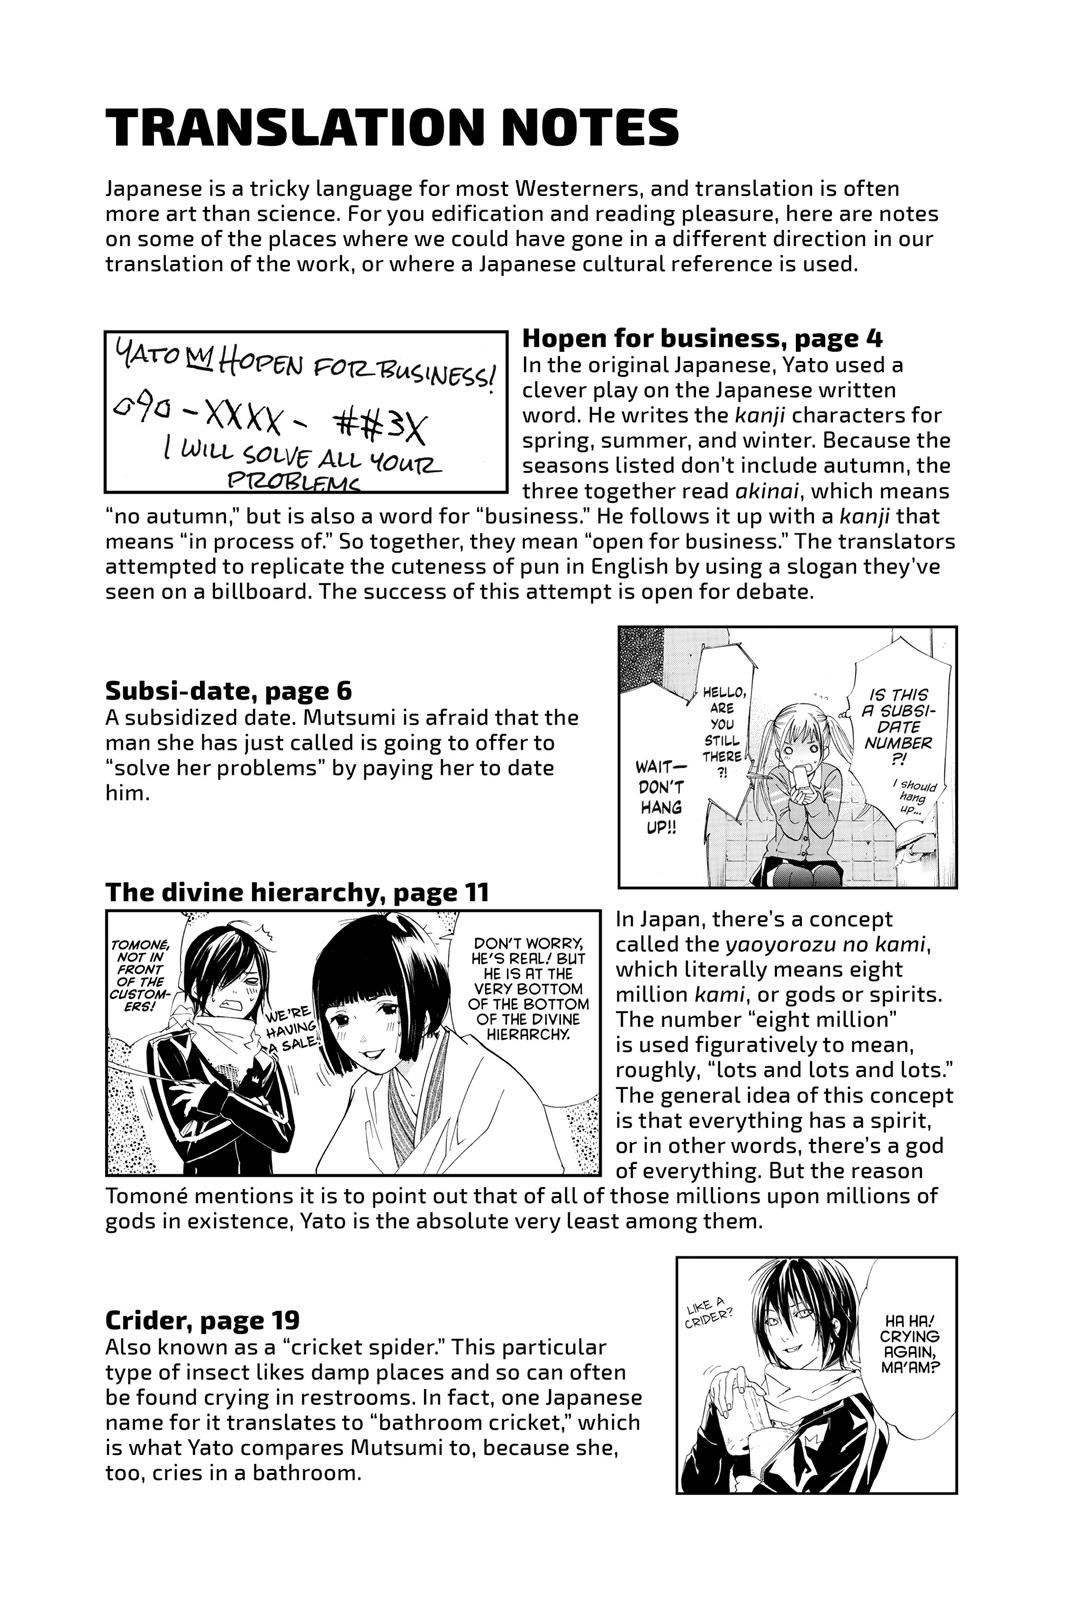 TRANSLATION NOTES
Japanese is a tricky language for most Westerners, and translation is often
more art than science. For you edification and reading pleasure, here are notes
on some of the places where we could have gone in a different direction in our
translation of the work, or where a Japanese cultural reference is used.
YATO HOPEN FOR BUSINESS!
090-XXXX- ##3X
I WILL SOLVE ALL YOUR
PROBLEMS
Hopen for business, page 4
In the original Japanese, Yato used a
clever play on the Japanese written
word. He writes the kanji characters for
spring, summer, and winter. Because the
seasons listed don’t include autumn, the
three together read akinai, which means
“no autumn,” but is also a word for “business.” He follows it up with a kanji that
means “in process of.” So together, they mean “open for business.” The translators
attempted to replicate the cuteness of pun in English by using a slogan they’ve
seen on a billboard. The success of this attempt is open for debate.
Subsi-date, page 6
A subsidized date. Mutsumi is afraid that the
man she has just called is going to offer to
“solve her problems” by paying her to date
him.
IS THIS
A SUBSI-
DATE
NUMBER
?!
I should
hang
up...
HELLO,
ARE
YOU
STILL
THERE
?!
WAIT—
DON'T
HANG
UP!!
The divine hierarchy, page 11
DON'T WORRY,
HE'S REAL! BUT
HE IS AT THE
VERY BOTTOM
OF THE BOTTOM
OF THE DIVINE
HIERARCHY.
WE'RE
HAVING
A SALE!
TOMONÉ,
NOT IN
FRONT
OF THE
CUSTOM-
ERS!
In Japan, there’s a concept
called the yaoyorozu no kami,
which literally means eight
million kami, or gods or spirits.
The number “eight million”
is used figuratively to mean,
roughly, “lots and lots and lots.”
The general idea of this concept
is that everything has a spirit,
or in other words, there’s a god
of everything. But the reason
Tomoné mentions it is to point out that of all of those millions upon millions of
gods in existence, Yato is the absolute very least among them.
Crider, page 19
Also known as a “cricket spider.” This particular
type of insect likes damp places and so can often
be found crying in restrooms. In fact, one Japanese
name for it translates to “bathroom cricket,” which
is what Yato compares Mutsumi to, because she,
too, cries in a bathroom.
HA HA!
CRYING
AGAIN,
MA'AM?
LIKE A
CRIDER?